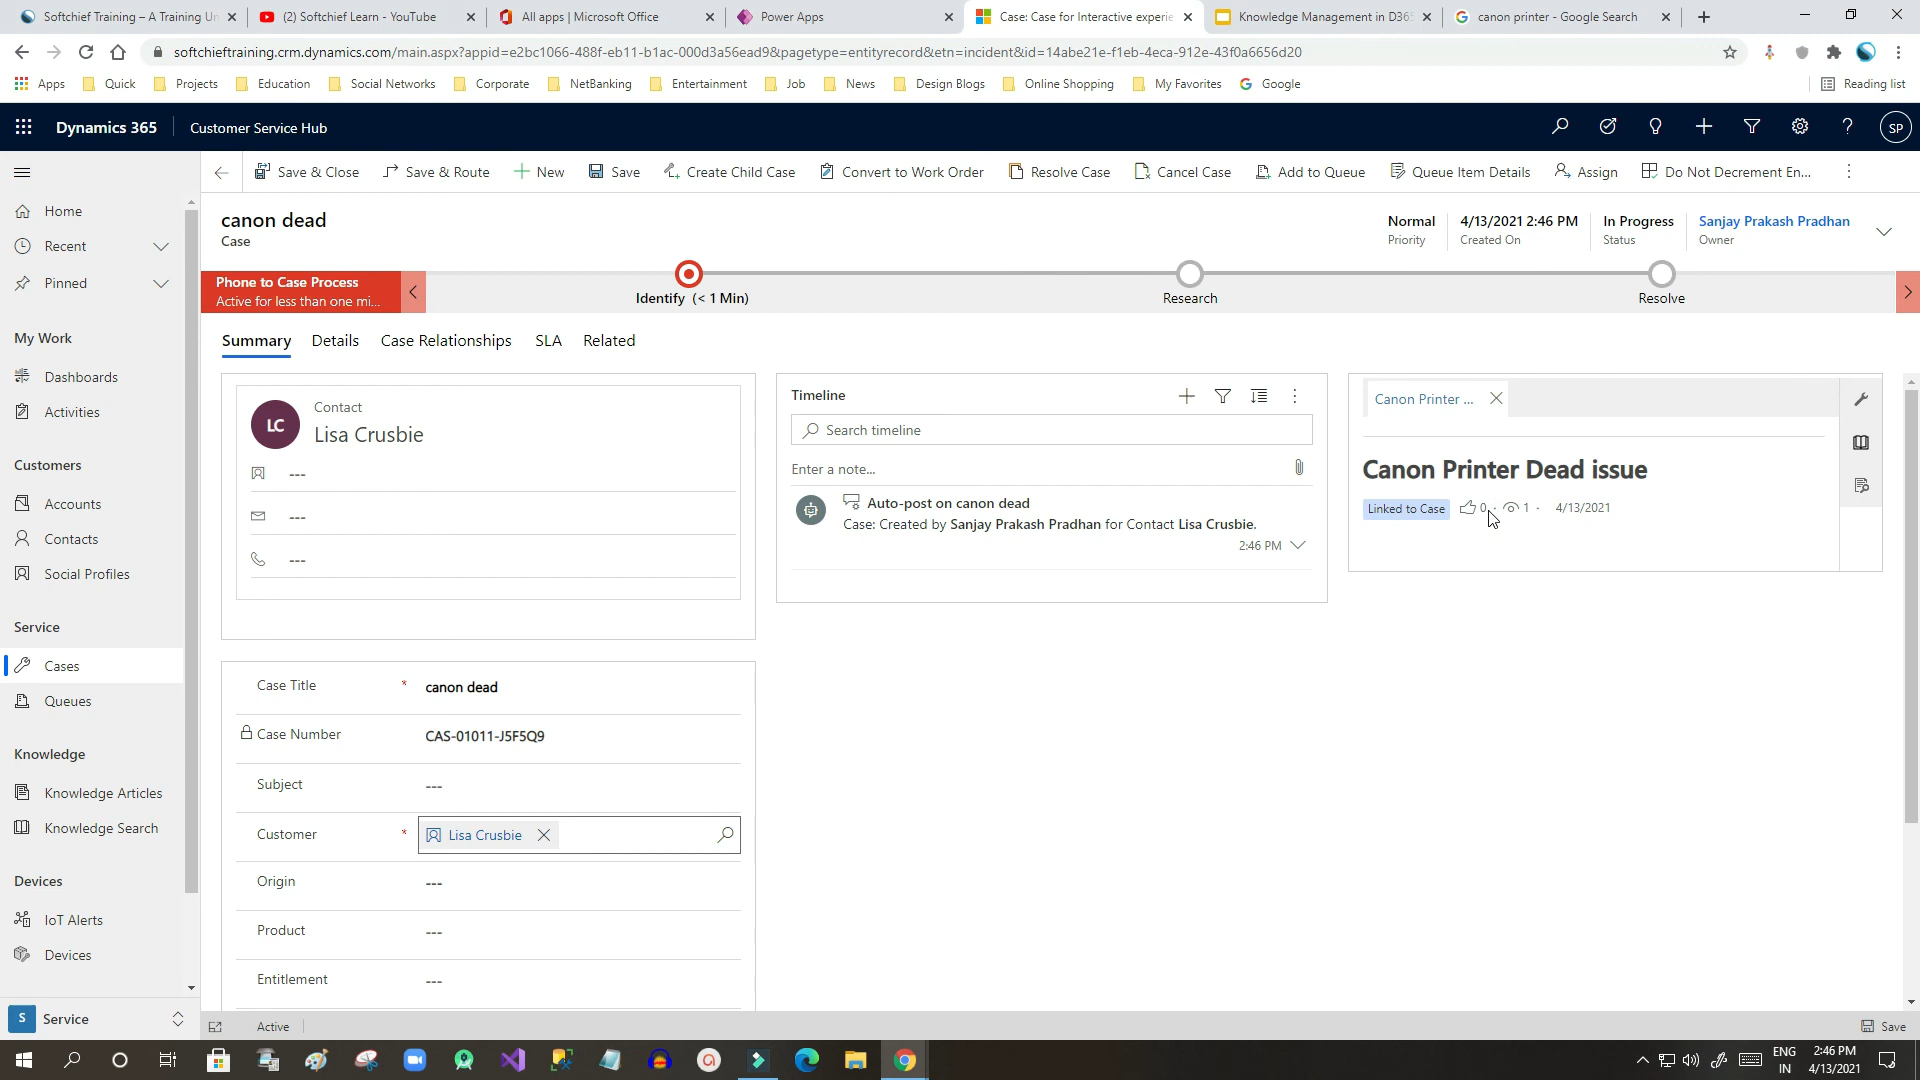 Softchief Training – A Training Un
(2) Softchief Learn - YouTube
All apps | Microsoft Office
Power Apps
Case: Case for Interactive experie
Knowledge Management in D365
canon printer - Google Search
softchieftraining.crm.dynamics.com/main.aspx?appid=e2bc1066-488f-eb11-b1ac-000d3a56ead9&pagetype=entityrecord&etn=incident&id=14abe21e-f1eb-4eca-912e-43f0a6656d20
Apps Quick Projects Education Social Networks Corporate NetBanking Entertainment Job News Design Blogs Online Shopping My Favorites Google Reading list
Dynamics 365 Customer Service Hub SP
Save & Close Save & Route New Save Create Child Case Convert to Work Order Resolve Case Cancel Case Add to Queue Queue Item Details Assign Do Not Decrement En...
Home
Recent
Pinned
My Work
Dashboards
Activities
Customers
Accounts
Contacts
Social Profiles
Service
Cases
Queues
Knowledge
Knowledge Articles
Knowledge Search
Devices
IoT Alerts
Devices
S Service
canon dead
Case
Normal
Priority
4/13/2021 2:46 PM
Created On
In Progress
Status
Sanjay Prakash Pradhan
Owner
Phone to Case Process
Active for less than one mi...
Identify (< 1 Min)
Research
Resolve
Summary Details Case Relationships SLA Related
LC
Contact
Lisa Crusbie
---
---
---
Case Title * canon dead
Case Number CAS-01011-J5F5Q9
Subject ---
Customer * Lisa Crusbie
Origin ---
Product ---
Entitlement ---
Timeline
Search timeline
Enter a note...
Auto-post on canon dead
Case: Created by Sanjay Prakash Pradhan for Contact Lisa Crusbie.
2:46 PM
Canon Printer ...
Canon Printer Dead issue
Linked to Case 0 · 1 · 4/13/2021
Active
Save
ENG
IN
2:46 PM
4/13/2021